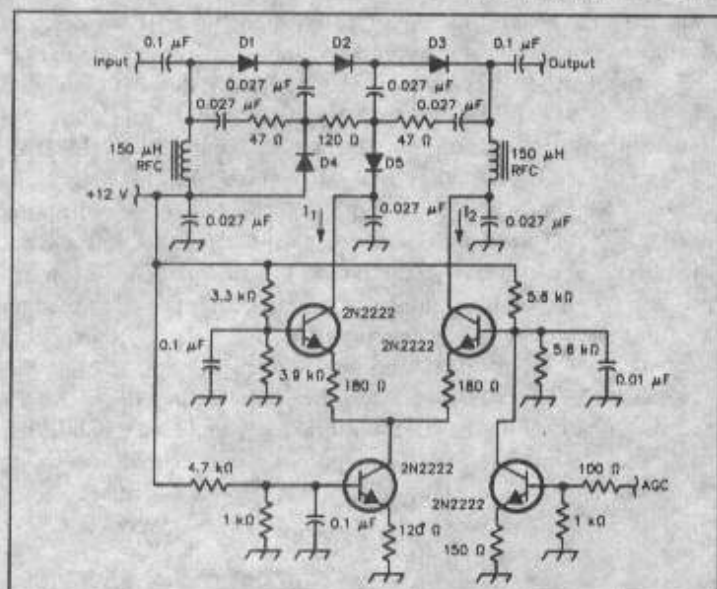 0.1 µF D1 D2 D3 0.1 µF
Input Output
0.027 µF 0.027 µF
0.027 µF 0.027 µF
47 Ω 120 Ω 47 Ω
150 µH RFC D4 D5 150 µH RFC
+12 V
0.027 µF I1 0.027 µF I2 0.027 µF
3.3 kΩ 5.6 kΩ
2N2222
2N2222
0.1 µF 5.6 kΩ
3.9 kΩ 180 Ω 180 Ω 0.01 µF
4.7 kΩ 2N2222 100 Ω
2N2222 AGC
1 kΩ 0.1 µF 120 Ω 150 Ω 1 kΩ